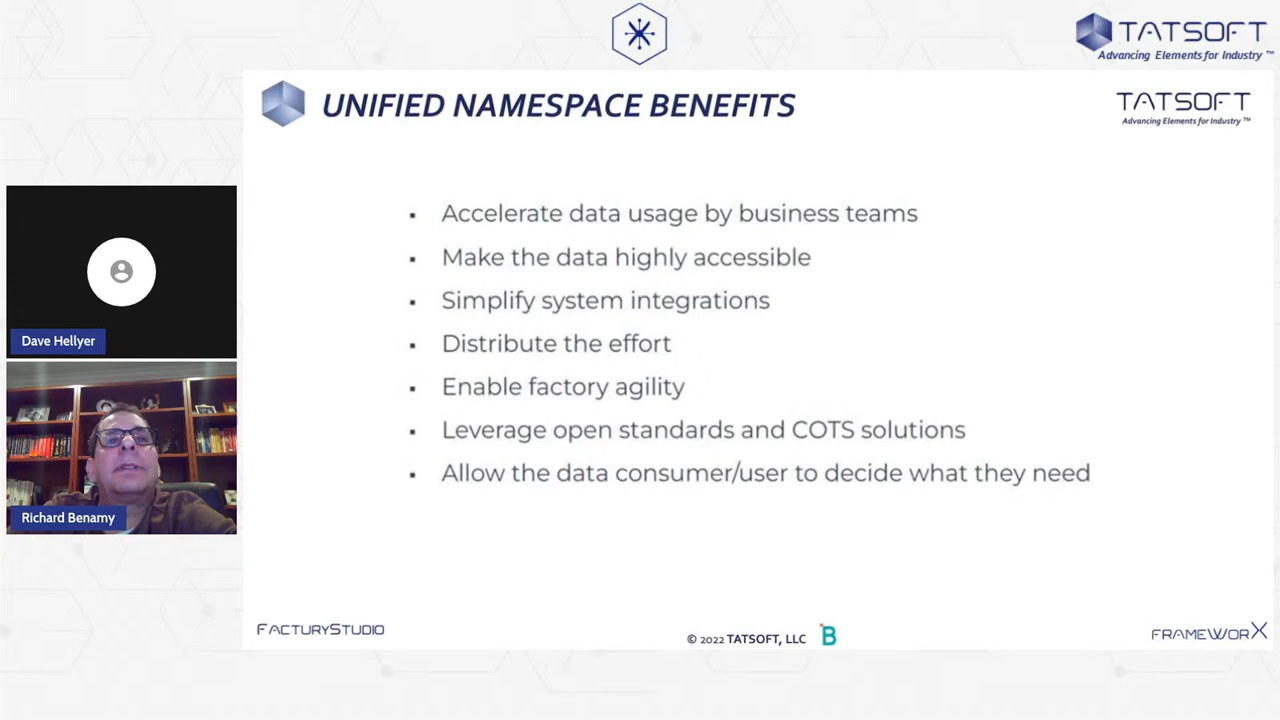 TATSOFT
Advancing Elements for Industry ™
UNIFIED NAMESPACE BENEFITS
TATSOFT
Advancing Elements for Industry ™
▪ Accelerate data usage by business teams
▪ Make the data highly accessible
▪ Simplify system integrations
▪ Distribute the effort
▪ Enable factory agility
▪ Leverage open standards and COTS solutions
▪ Allow the data consumer/user to decide what they need
Dave Hellyer
Richard Benamy
FACTURYSTUDIO
© 2022 TATSOFT, LLC
B
FRAMEWORX